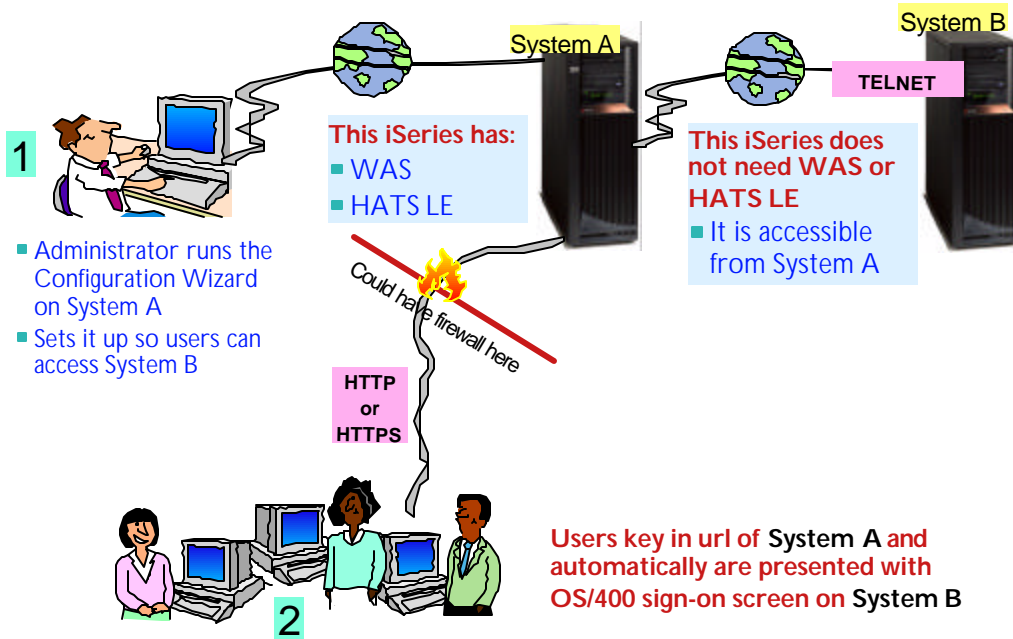 System A
System B
TELNET
1
This iSeries has:
WAS
HATS LE
This iSeries does
not need WAS or
HATS LE
It is accessible
from System A
Administrator runs the
Configuration Wizard
on System A
Sets it up so users can
access System B
Could have firewall here
HTTP
or
HTTPS
Users key in url of System A and
automatically are presented with
OS/400 sign-on screen on System B
2